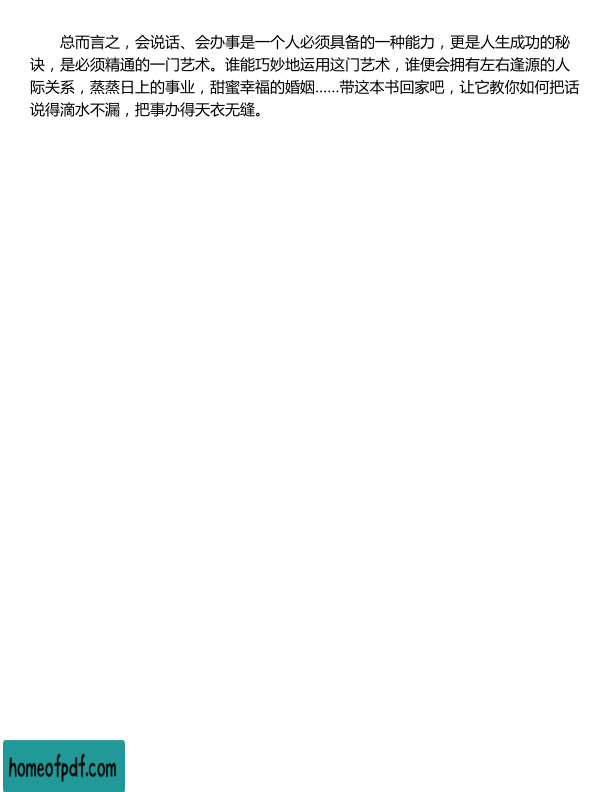 总而言之，会说话、会办事是一个人必须具备的一种能力，更是人生成功的秘
诀，是必须精通的一门艺术。谁能巧妙地运用这门艺术，谁便会拥有左右逢源的人
际关系，蒸蒸日上的事业，甜蜜幸福的婚姻......带这本书回家吧，让它教你如何把话
说得滴水不漏，把事办得天衣无缝。
homeofpdf.com